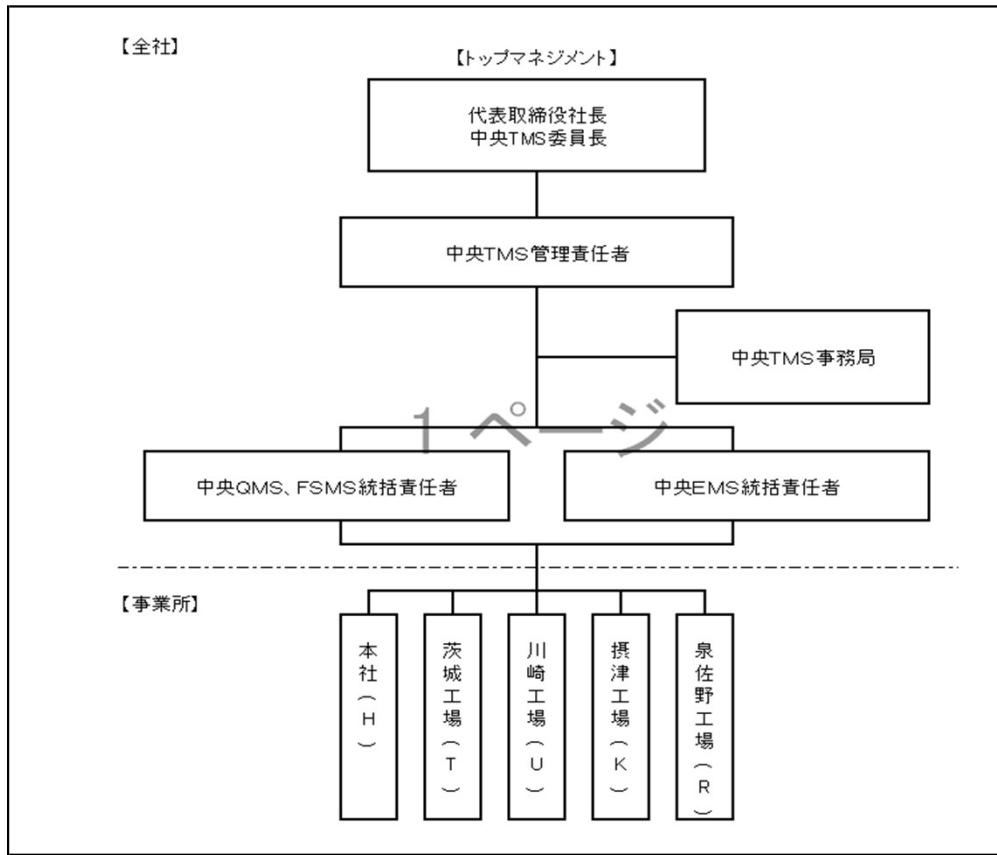 【全社】
【トップマネジメント】
代表取締役社長
中央TMS委員長
中央TMS管理責任者
中央TMS事務局
1 ページ
中央QMS、FSMS統括責任者
中央EMS統括責任者
【事業所】
本社(H)
茨城工場(T)
川崎工場(U)
摂津工場(K)
泉佐野工場(R)